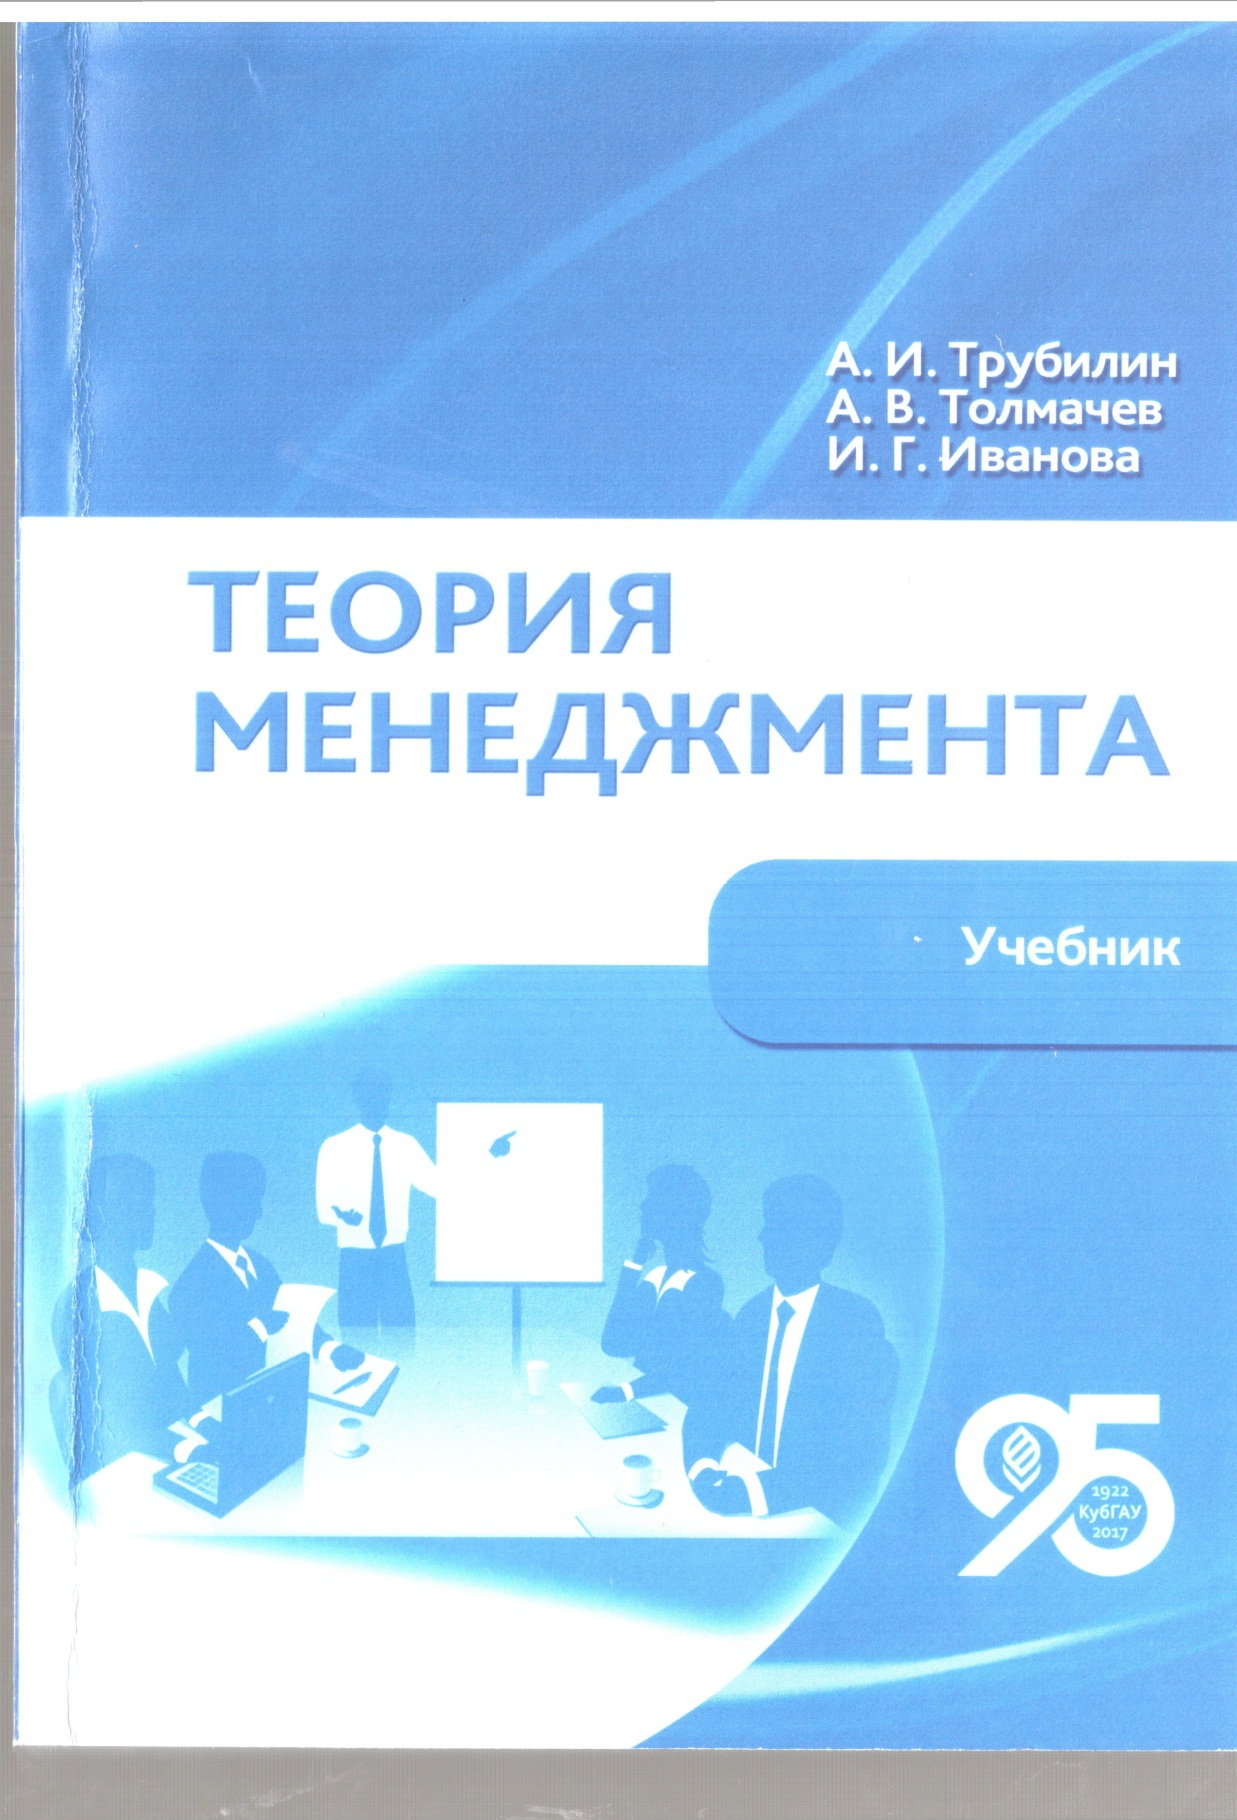 А. И. Трубилин
А. В. Толмачев
И. Г. Иванова
ТЕОРИЯ
МЕНЕДЖМЕНТА
Учебник
95
1922
КубГАУ
2017